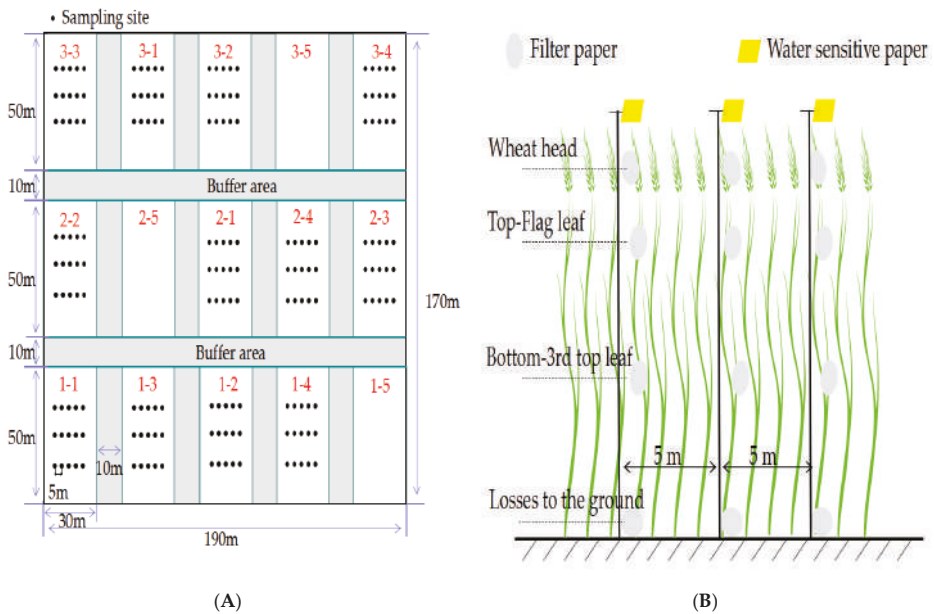 • Sampling site
3-3 3-1 3-2 3-5 3-4
50m
10m
Buffer area
2-2 2-5 2-1 2-4 2-3
50m
170m
10m
Buffer area
1-1 1-3 1-2 1-4 1-5
50m
10m
5m
30m
190m
(A)
Filter paper
Water sensitive paper
Wheat head
Top-Flag leaf
Bottom-3rd top leaf
5 m 5 m
Losses to the ground
(B)